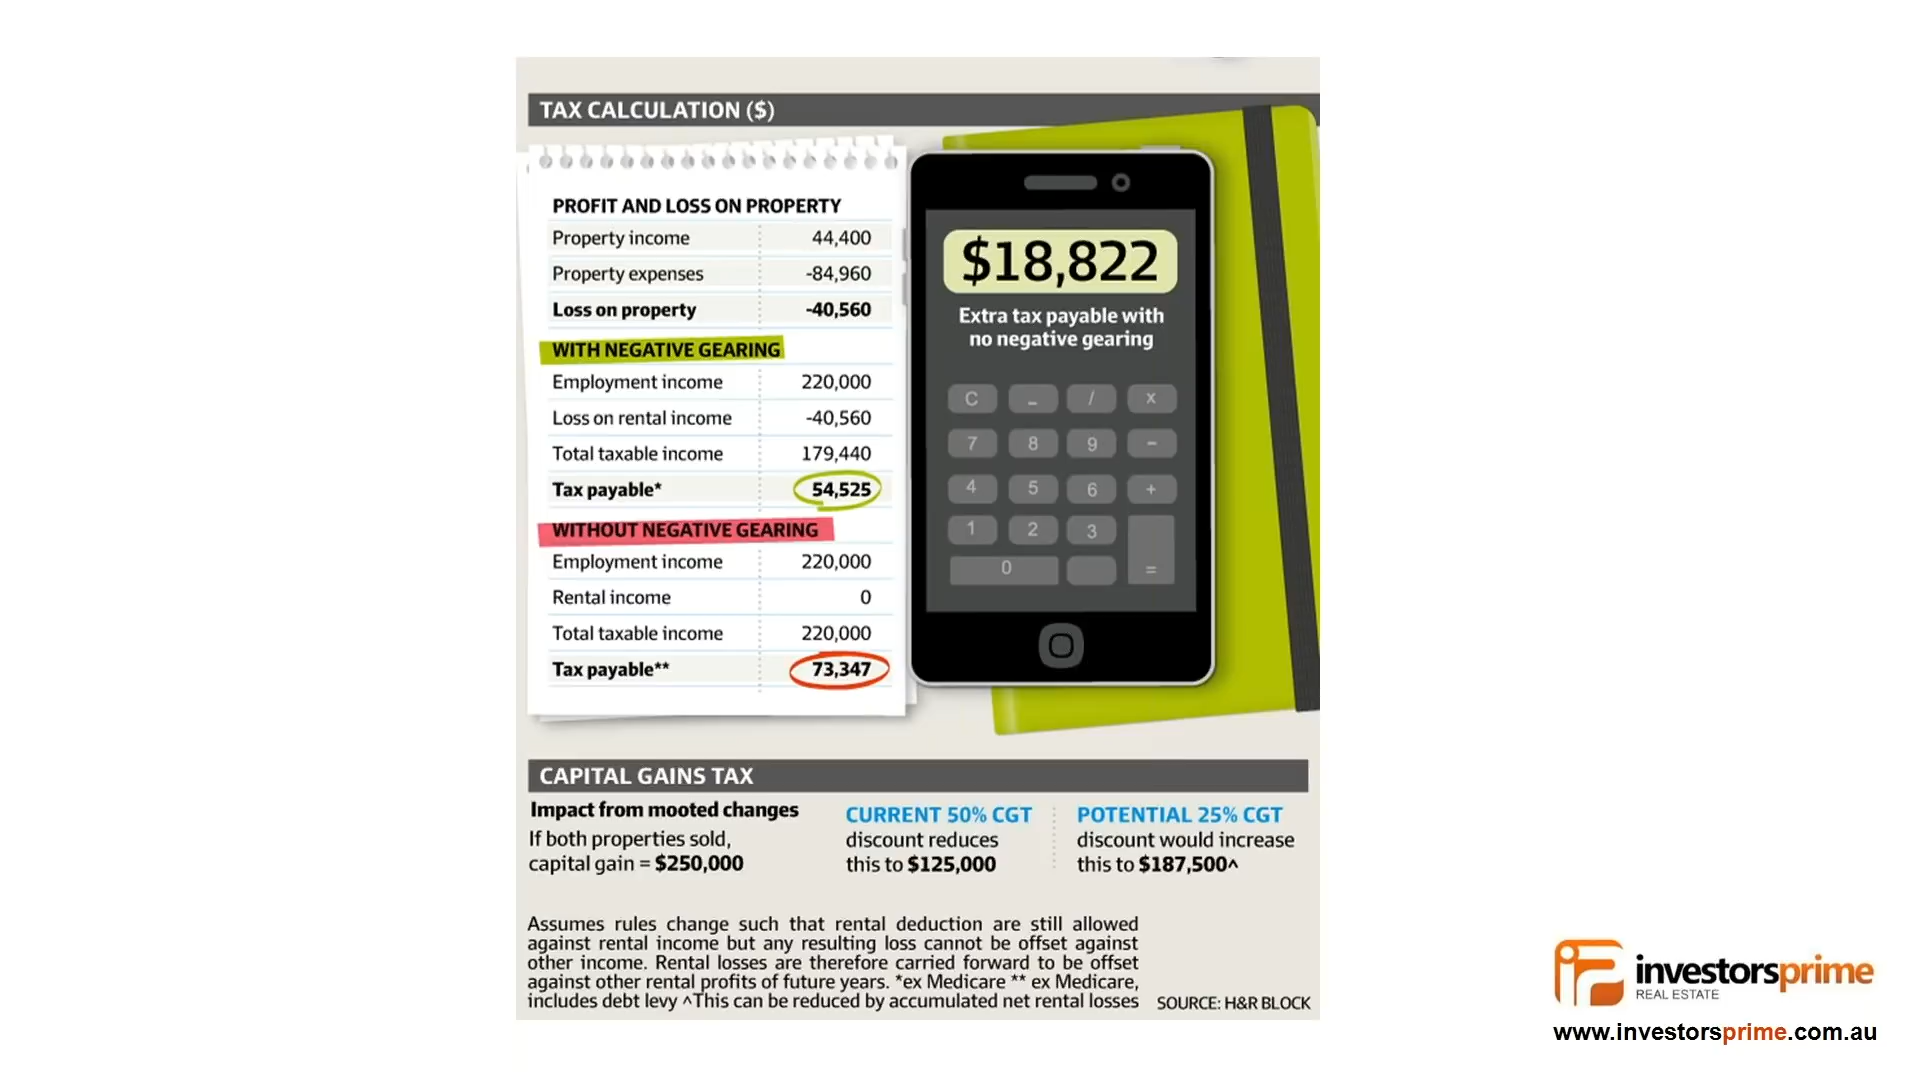 TAX CALCULATION ($)
PROFIT AND LOSS ON PROPERTY
Property income 44,400
Property expenses -84,960
Loss on property -40,560
WITH NEGATIVE GEARING
Employment income 220,000
Loss on rental income -40,560
Total taxable income 179,440
Tax payable* 54,525
WITHOUT NEGATIVE GEARING
Employment income 220,000
Rental income 0
Total taxable income 220,000
Tax payable** 73,347
$18,822
Extra tax payable with
no negative gearing
C _ / x
7 8 9 -
4 5 6 +
1 2 3
0 =
CAPITAL GAINS TAX
Impact from mooted changes
If both properties sold,
capital gain = $250,000
CURRENT 50% CGT
discount reduces
this to $125,000
POTENTIAL 25% CGT
discount would increase
this to $187,500^
Assumes rules change such that rental deduction are still allowed
against rental income but any resulting loss cannot be offset against
other income. Rental losses are therefore carried forward to be offset
against other rental profits of future years. *ex Medicare ** ex Medicare,
includes debt levy ^This can be reduced by accumulated net rental losses
SOURCE: H&R BLOCK
investorsprime
REAL ESTATE
www.investorsprime.com.au